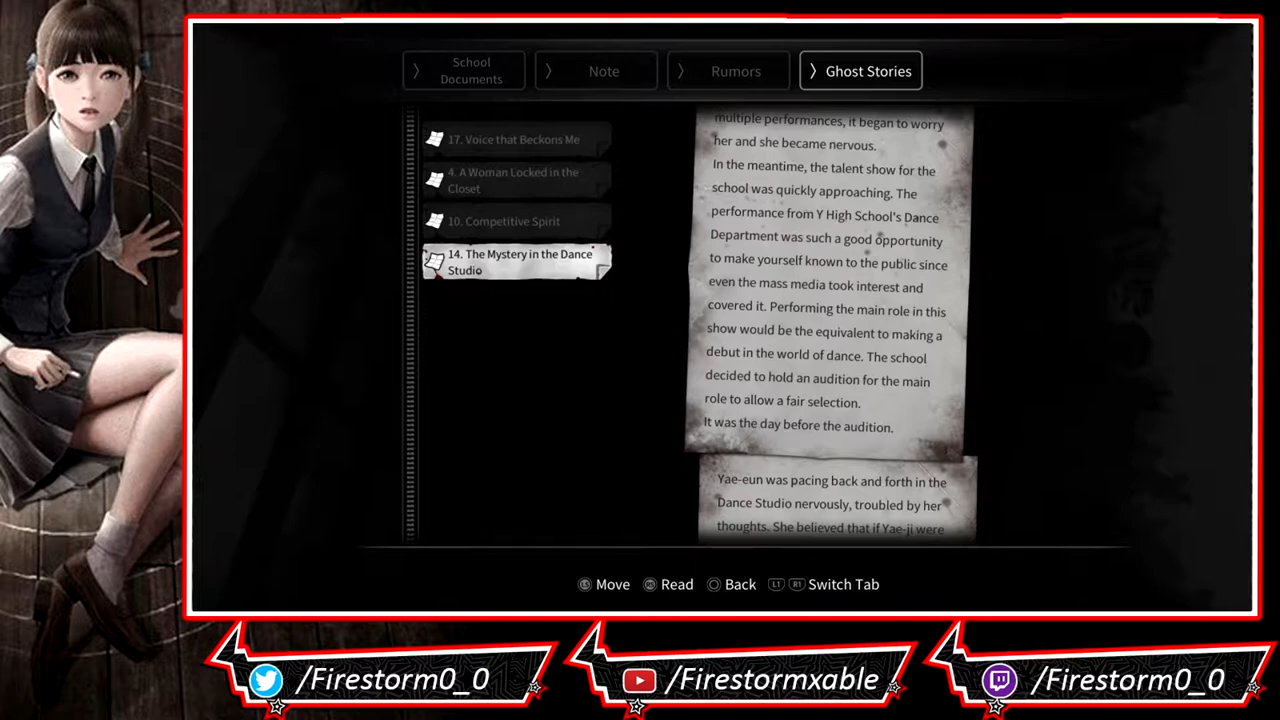 School
Documents
Note
Rumors
Ghost Stories
17. Voice that Beckons Me
4. A Woman Locked in the
Closet
10. Competitive Spirit
14. The Mystery in the Dance
Studio
multiple performances, it began to worry
her and she became nervous.
In the meantime, the talent show for the
school was quickly approaching. The
performance from Y High School's Dance
Department was such a good opportunity
to make yourself known to the public since
even the mass media took interest and
covered it. Performing the main role in this
show would be the equivalent to making a
debut in the world of dance. The school
decided to hold an audition for the main
role to allow a fair selection.
It was the day before the audition.
Yae-eun was pacing back and forth in the
Dance Studio nervously, troubled by her
thoughts. She believed that if Yae-ji were
LS Move
Read
Back
L1 R1 Switch Tab
/Firestorm0_0
/Firestormxable
/Firestorm0_0